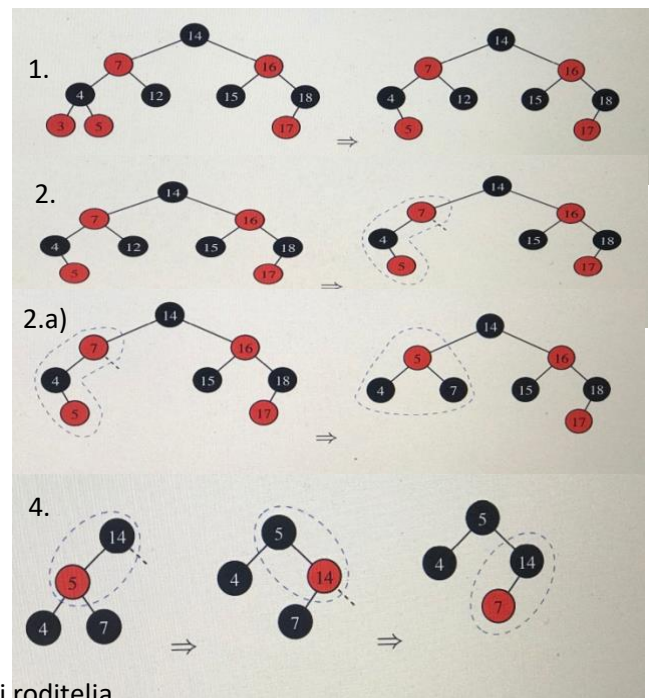 1.
14 14
7 16 7 16
4 12 15 18 4 12 15 18
3 5 17 5 17
⇒
2.
14 14
7 16 7 16
4 12 15 18 4 15 18
5 17 5 17
⇒
2.a)
14 14
7 16 5 16
4 15 18 4 7 15 18
5 17 17
⇒
4.
14 5 5
5 4 14 4 14
4 7 7 7
⇒ ⇒
i roditelja